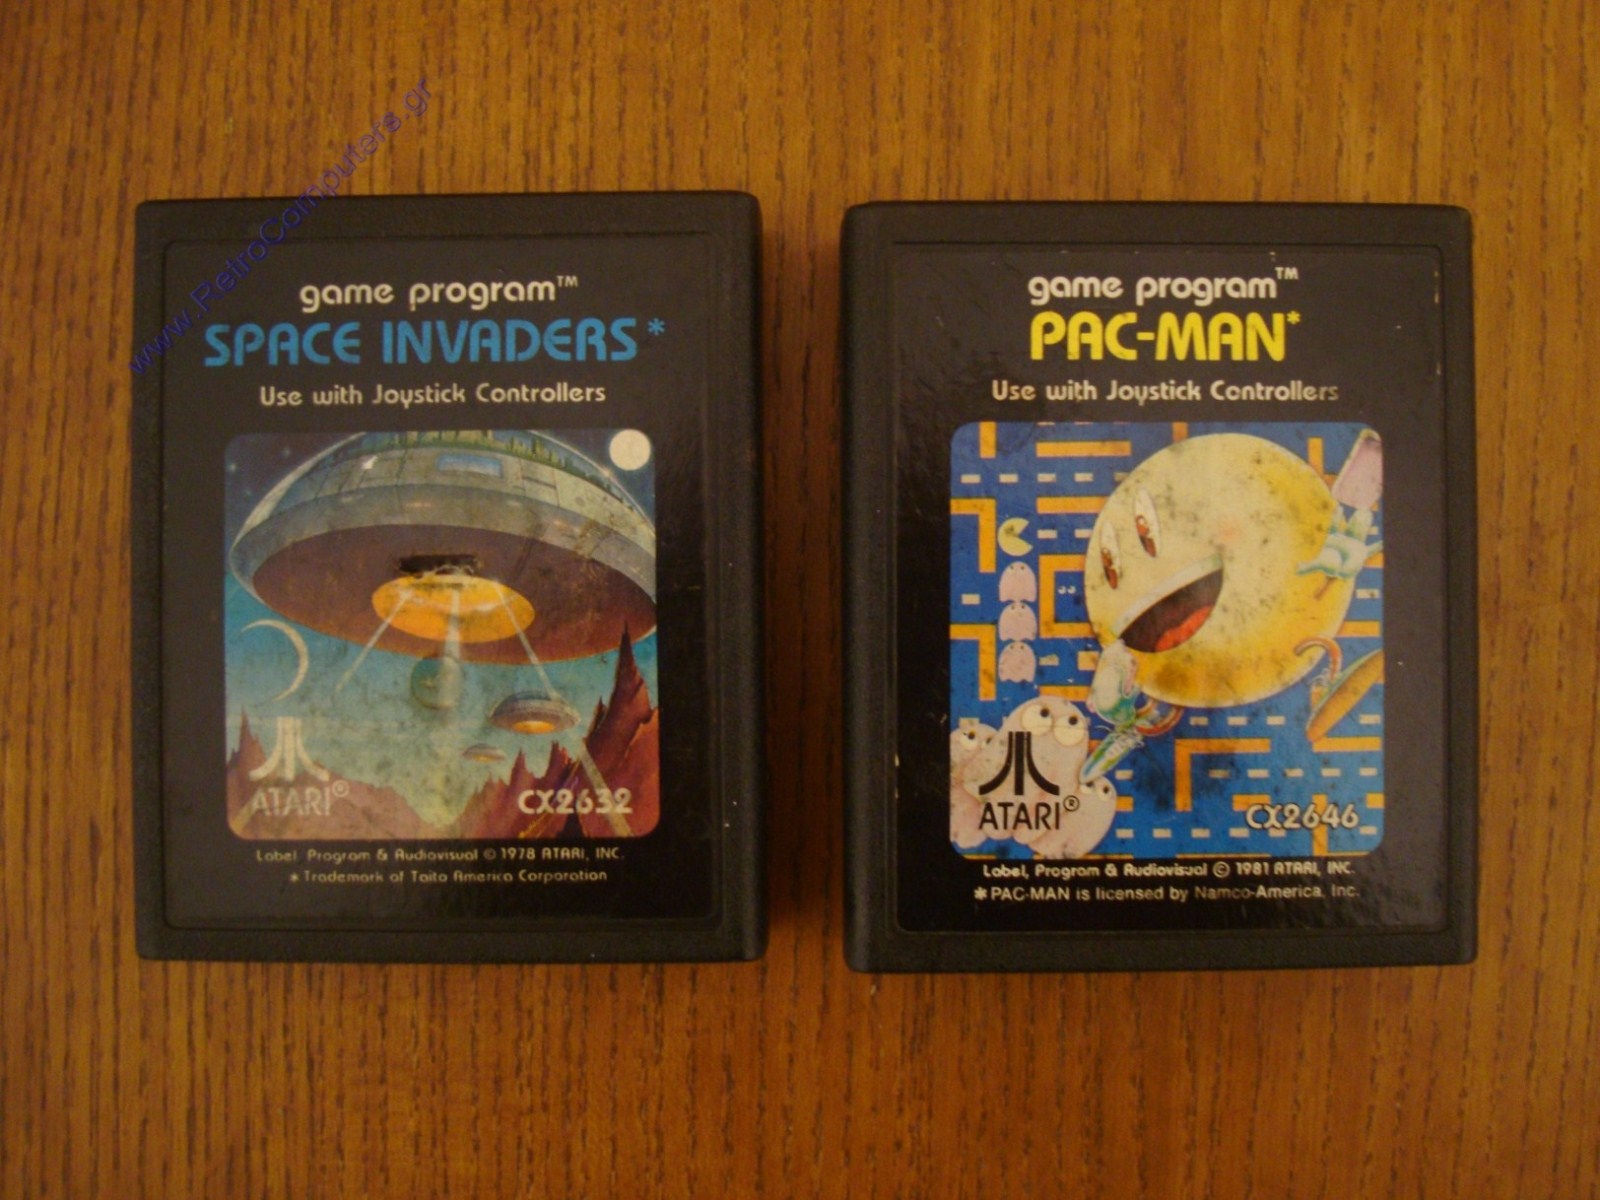 www.RetroComputers.gr
game program™
SPACE INVADERS*
Use with Joystick Controllers
ATARI®
CX2632
Label, Program & Audiovisual © 1978 ATARI, INC.
* Trademark of Taito America Corporation
game program™
PAC-MAN*
Use with Joystick Controllers
ATARI®
CX2646
Label, Program & Audiovisual © 1981 ATARI, INC.
* PAC-MAN is licensed by Namco-America, Inc.